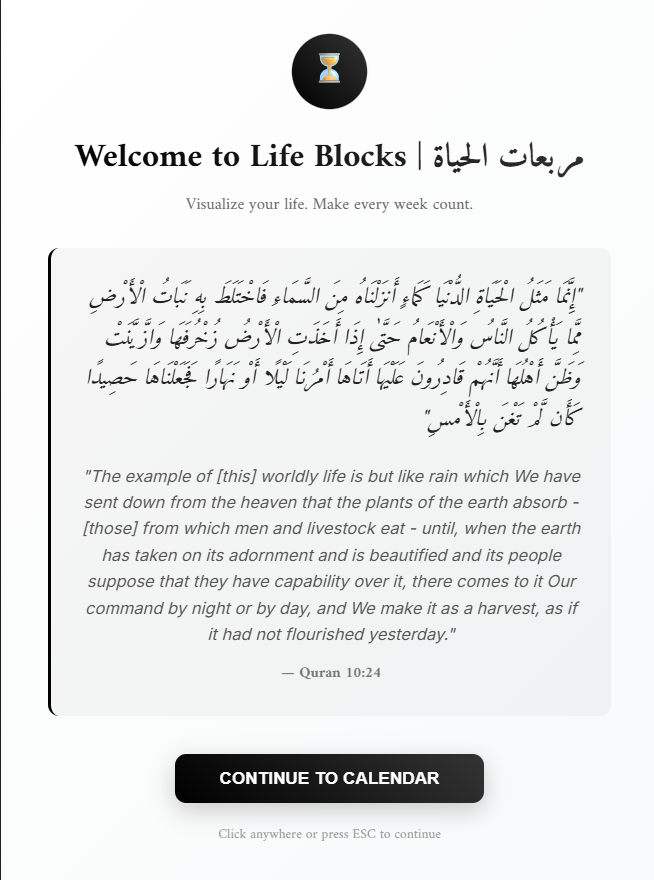 Welcome to Life Blocks | مربعات الحياة
Visualize your life. Make every week count.
"إِنَّمَا مَثَلُ الْحَيَاةِ الدُّنْيَا كَمَاءٍ أَنزَلْنَاهُ مِنَ السَّمَاءِ فَاخْتَلَطَ بِهِ نَبَاتُ الْأَرْضِ
مِمَّا يَأْكُلُ النَّاسُ وَالْأَنْعَامُ حَتَّىٰ إِذَا أَخَذَتِ الْأَرْضُ زُخْرُفَهَا وَازَّيَّنَتْ
وَظَنَّ أَهْلُهَا أَنَّهُمْ قَادِرُونَ عَلَيْهَا أَتَاهَا أَمْرُنَا لَيْلًا أَوْ نَهَارًا فَجَعَلْنَاهَا حَصِيدًا
كَأَن لَّمْ تَغْنَ بِالْأَمْسِ"
"The example of [this] worldly life is but like rain which We have
sent down from the heaven that the plants of the earth absorb -
[those] from which men and livestock eat - until, when the earth
has taken on its adornment and is beautified and its people
suppose that they have capability over it, there comes to it Our
command by night or by day, and We make it as a harvest, as if
it had not flourished yesterday."
— Quran 10:24
CONTINUE TO CALENDAR
Click anywhere or press ESC to continue